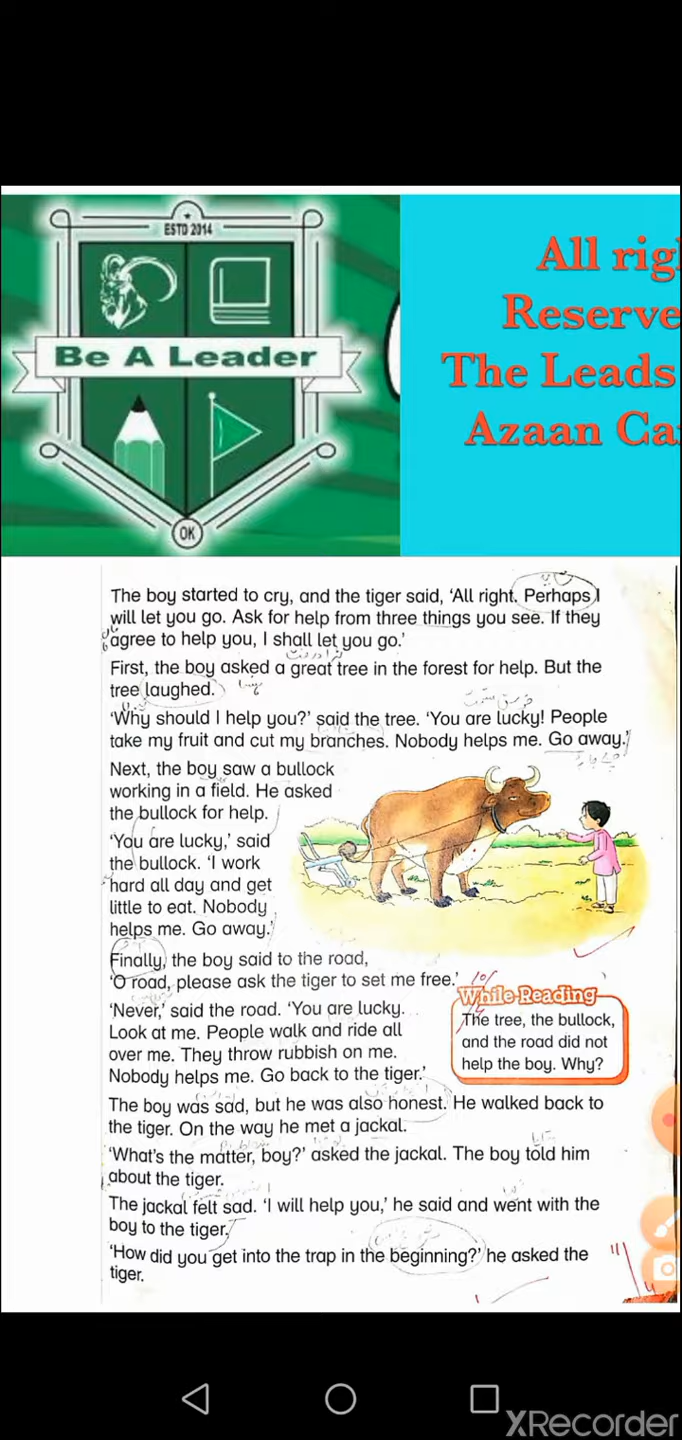 ESTD 2014
Be A Leader
OK
All rig
Reserve
The Leads
Azaan Ca
The boy started to cry, and the tiger said, ‘All right. Perhaps I
will let you go. Ask for help from three things you see. If they
agree to help you, I shall let you go.’
First, the boy asked a great tree in the forest for help. But the
tree laughed.
‘Why should I help you?’ said the tree. ‘You are lucky! People
take my fruit and cut my branches. Nobody helps me. Go away.’
Next, the boy saw a bullock
working in a field. He asked
the bullock for help.
‘You are lucky,’ said
the bullock. ‘I work
hard all day and get
little to eat. Nobody
helps me. Go away.’
Finally, the boy said to the road,
‘O road, please ask the tiger to set me free.’
‘Never,’ said the road. ‘You are lucky.
Look at me. People walk and ride all
over me. They throw rubbish on me.
Nobody helps me. Go back to the tiger.’
While Reading
The tree, the bullock,
and the road did not
help the boy. Why?
The boy was sad, but he was also honest. He walked back to
the tiger. On the way he met a jackal.
‘What’s the matter, boy?’ asked the jackal. The boy told him
about the tiger.
The jackal felt sad. ‘I will help you,’ he said and went with the
boy to the tiger.
‘How did you get into the trap in the beginning?’ he asked the
tiger.
XRecorder